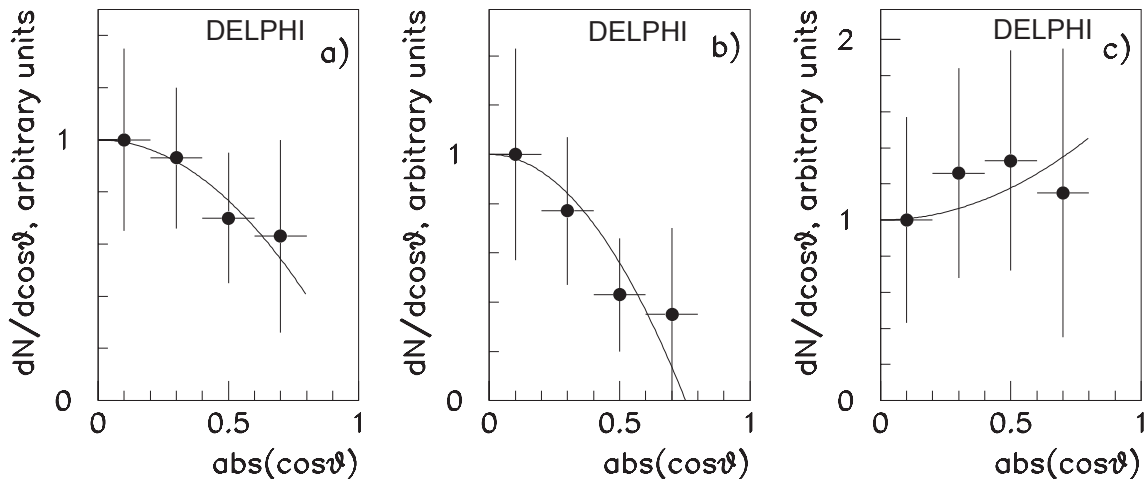 DELPHI
a)
dN/dcosϑ, arbitrary units
1
0
0
0.5
1
abs(cosϑ)
DELPHI
b)
dN/dcosϑ, arbitrary units
1
0
0
0.5
1
abs(cosϑ)
DELPHI
c)
dN/dcosϑ, arbitrary units
2
1
0
0
0.5
1
abs(cosϑ)